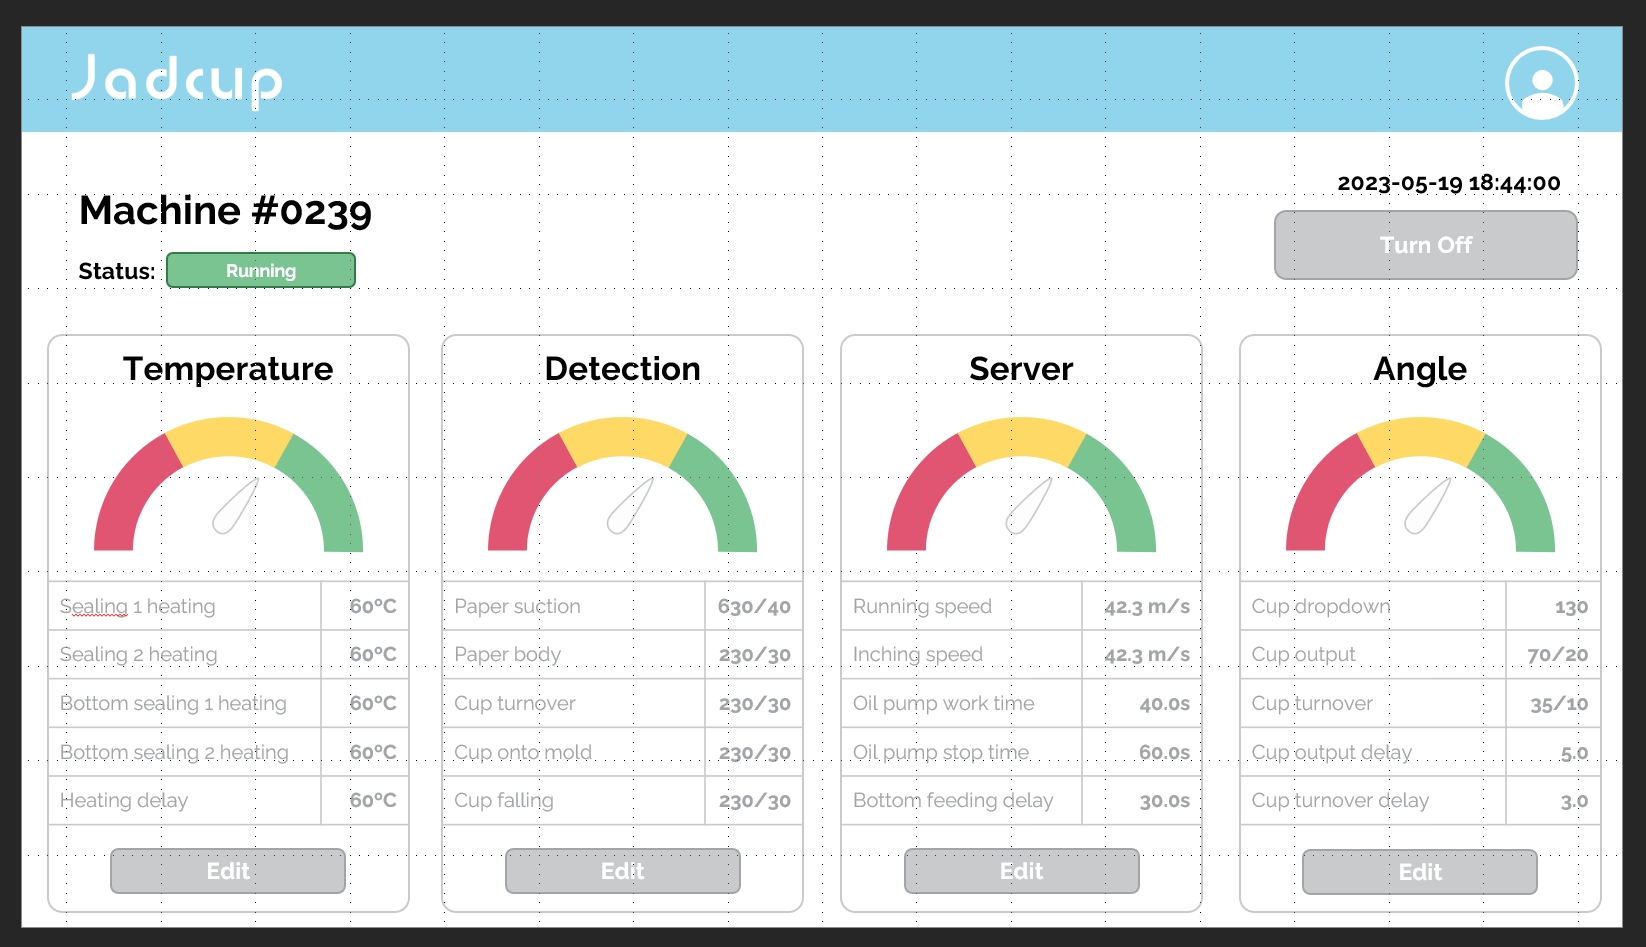 Jadcup
2023-05-19 18:44:00
Machine #0239
Turn Off
Status: Running
Temperature
Sealing 1 heating 60ºC
Sealing 2 heating 60ºC
Bottom sealing 1 heating 60ºC
Bottom sealing 2 heating 60ºC
Heating delay 60ºC
Edit
Detection
Paper suction 630/40
Paper body 230/30
Cup turnover 230/30
Cup onto mold 230/30
Cup falling 230/30
Edit
Server
Running speed 42.3 m/s
Inching speed 42.3 m/s
Oil pump work time 40.0s
Oil pump stop time 60.0s
Bottom feeding delay 30.0s
Edit
Angle
Cup dropdown 130
Cup output 70/20
Cup turnover 35/10
Cup output delay 5.0
Cup turnover delay 3.0
Edit